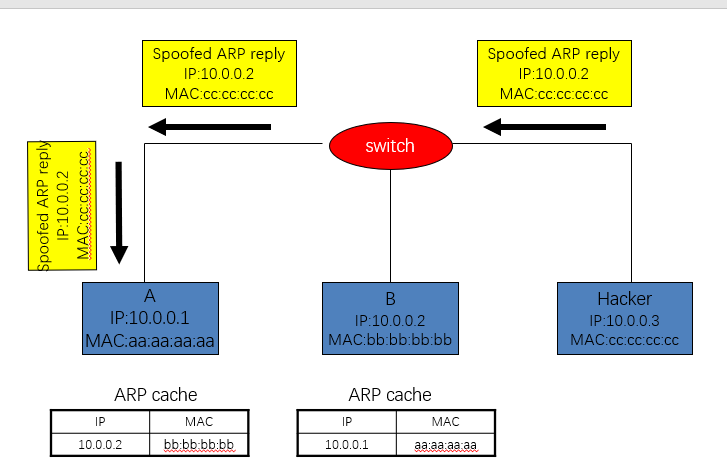 Spoofed ARP reply
IP:10.0.0.2
MAC:cc:cc:cc:cc
Spoofed ARP reply
IP:10.0.0.2
MAC:cc:cc:cc:cc
switch
Spoofed ARP reply
IP:10.0.0.2
MAC:cc:cc:cc:cc
A
IP:10.0.0.1
MAC:aa:aa:aa:aa
B
IP:10.0.0.2
MAC:bb:bb:bb:bb
Hacker
IP:10.0.0.3
MAC:cc:cc:cc:cc
ARP cache
IP MAC
10.0.0.2 bb:bb:bb:bb
ARP cache
IP MAC
10.0.0.1 aa:aa:aa:aa